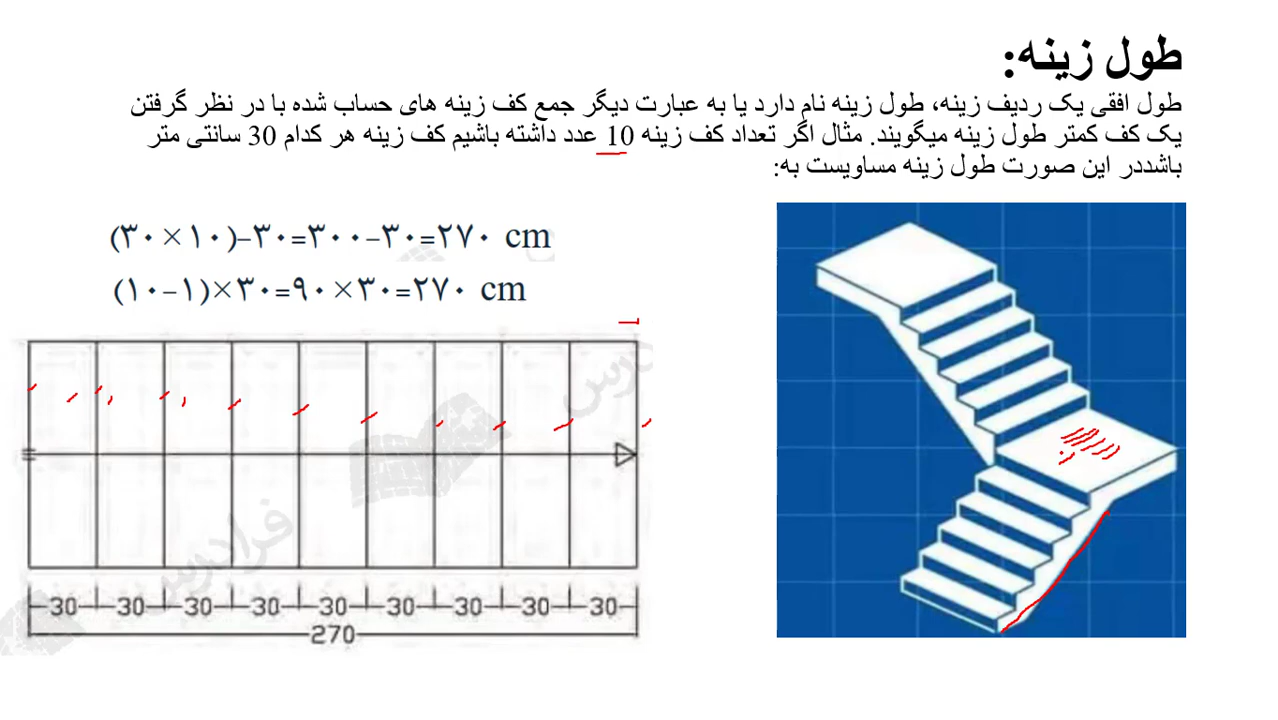 طول زینه:
طول افقی یک ردیف زینه، طول زینه نام دارد یا به عبارت دیگر جمع کف زینه های حساب شده با در نظر گرفتن
یک کف کمتر طول زینه میگویند. مثال اگر تعداد کف زینه 10 عدد داشته باشیم کف زینه هر کدام 30 سانتی متر
باشددر این صورت طول زینه مساویست به:
(۳۰×۱۰)-۳۰=۳۰۰-۳۰=۲۷۰ cm
(۱۰-۱)×۳۰=۹۰×۳۰=۲۷۰ cm
فرادرس
30 30 30 30 30 30 30 30 30
270